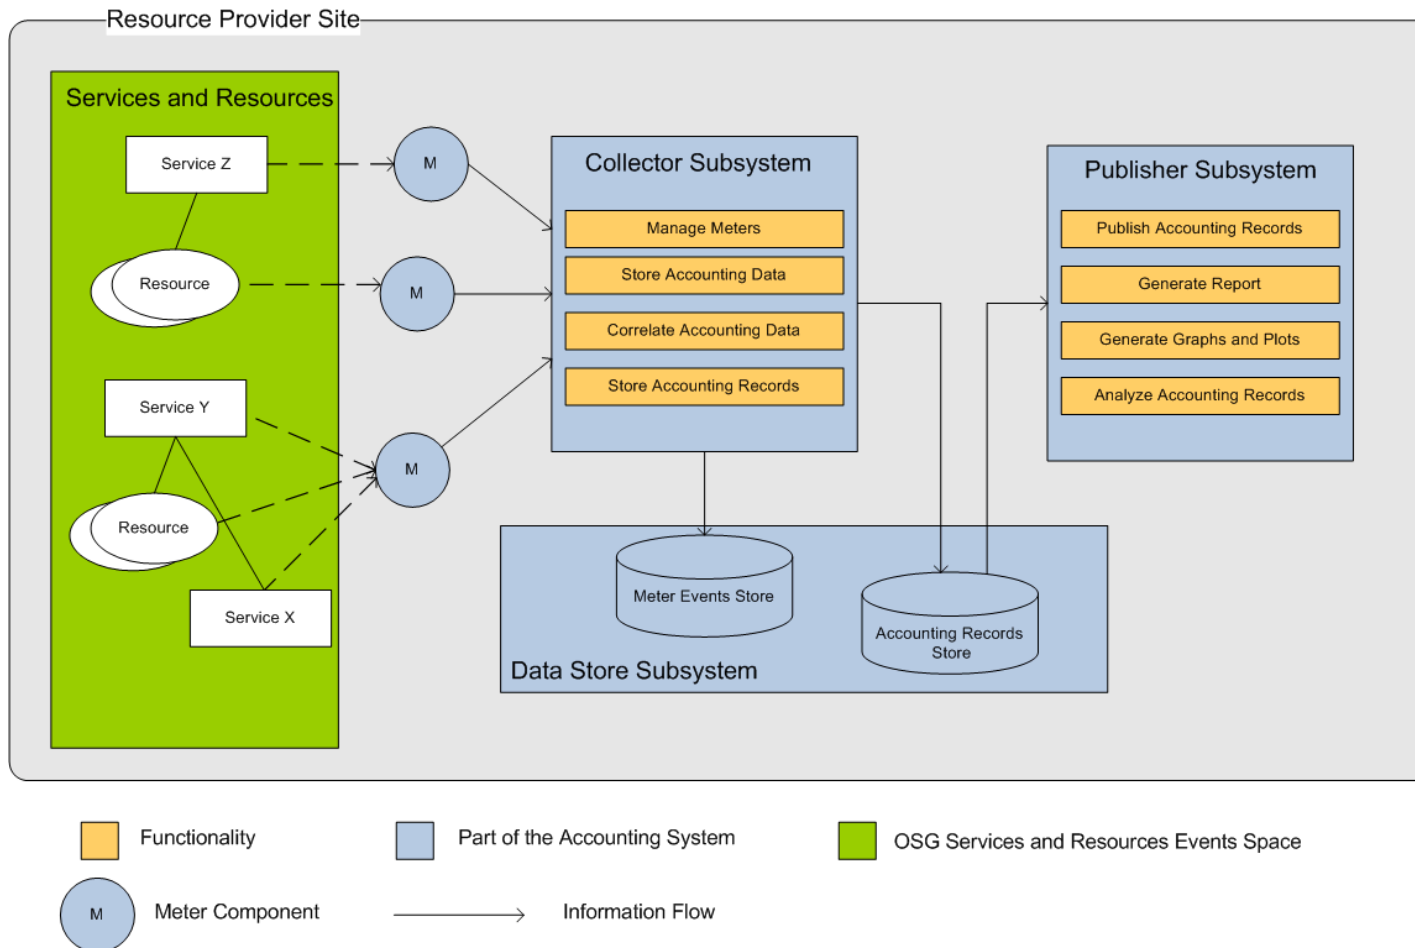 Resource Provider Site
Services and Resources
Service Z
Resource
Service Y
Resource
Service X
M
M
M
Collector Subsystem
Manage Meters
Store Accounting Data
Correlate Accounting Data
Store Accounting Records
Publisher Subsystem
Publish Accounting Records
Generate Report
Generate Graphs and Plots
Analyze Accounting Records
Meter Events Store
Accounting Records
Store
Data Store Subsystem
Functionality
Part of the Accounting System
OSG Services and Resources Events Space
M
Meter Component
Information Flow